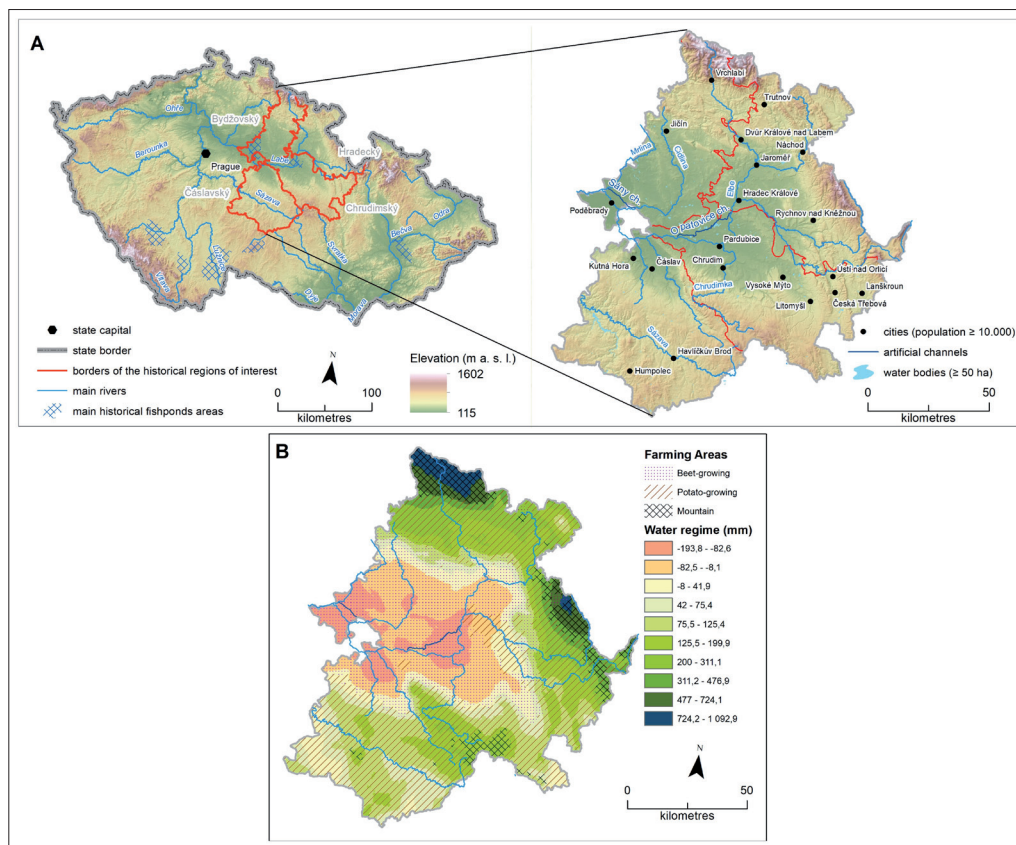 A
Ohře
Bydžovský
Berounka
Prague
Labe
Hradecký
Čáslavský
Sázava
Chrudimský
Odra
Bečva
Svratka
Vltava
Lužnice
Dyje
Morava
state capital
state border
borders of the historical regions of interest
main rivers
main historical fishponds areas
N
0 100
kilometres
Elevation (m a. s. l.)
1602
115
Vrchlabí
Trutnov
Jičín
Dvůr Králové nad Labem
Mrlina
Cidlina
Náchod
Jaroměř
Elbe
Sány ch.
Hradec Králové
Poděbrady
Opatovice ch.
Rychnov nad Kněžnou
Pardubice
Kutná Hora
Čáslav
Chrudim
Ústí nad Orlicí
Chrudimka
Vysoké Mýto
Lanškroun
Litomyšl
Česká Třebová
Sázava
Havlíčkův Brod
Humpolec
cities (population ≥ 10.000)
artificial channels
water bodies (≥ 50 ha)
N
0 50
kilometres
B
Farming Areas
Beet-growing
Potato-growing
Mountain
Water regime (mm)
-193,8 - -82,6
-82,5 - -8,1
-8 - 41,9
42 - 75,4
75,5 - 125,4
125,5 - 199,9
200 - 311,1
311,2 - 476,9
477 - 724,1
724,2 - 1 092,9
N
0 50
kilometres